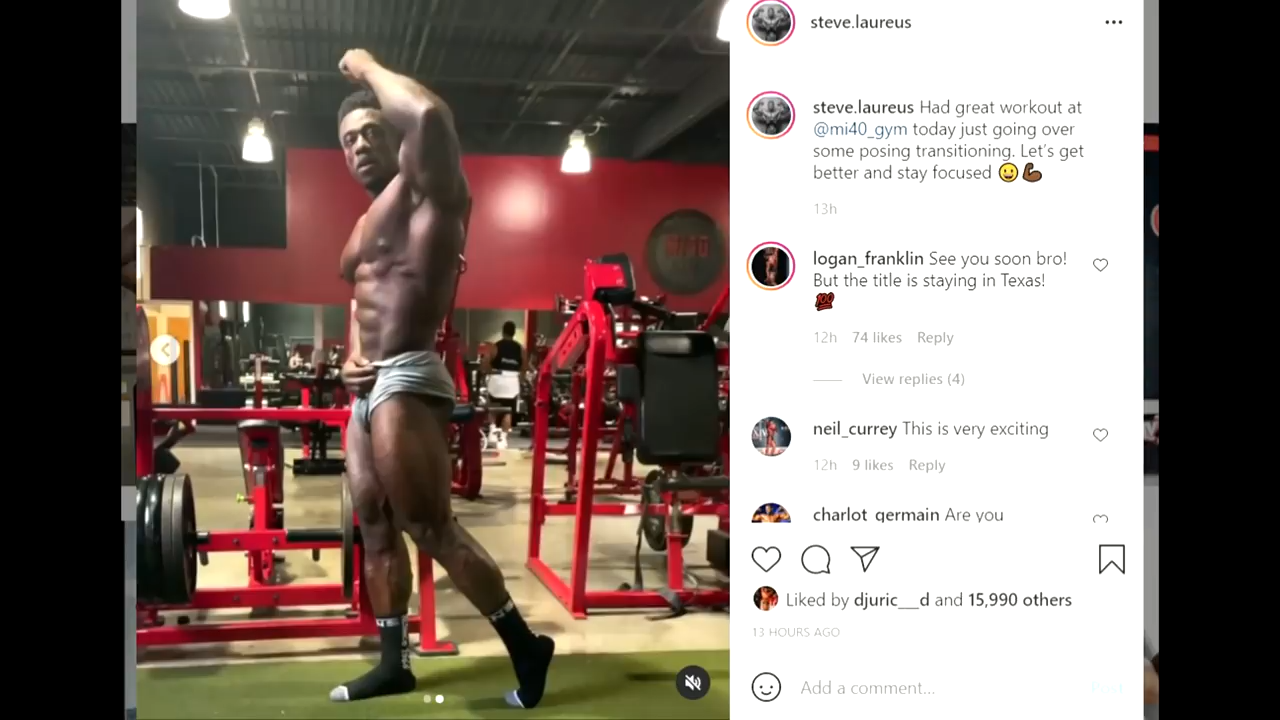 steve.laureus
steve.laureus Had great workout at
@mi40_gym today just going over
some posing transitioning. Let's get
better and stay focused 😀💪🏾
13h
logan_franklin See you soon bro!
But the title is staying in Texas!
💯
12h 74 likes Reply
View replies (4)
neil_currey This is very exciting
12h 9 likes Reply
charlot_germain Are you
Liked by djuric___d and 15,990 others
13 HOURS AGO
Add a comment...
Post